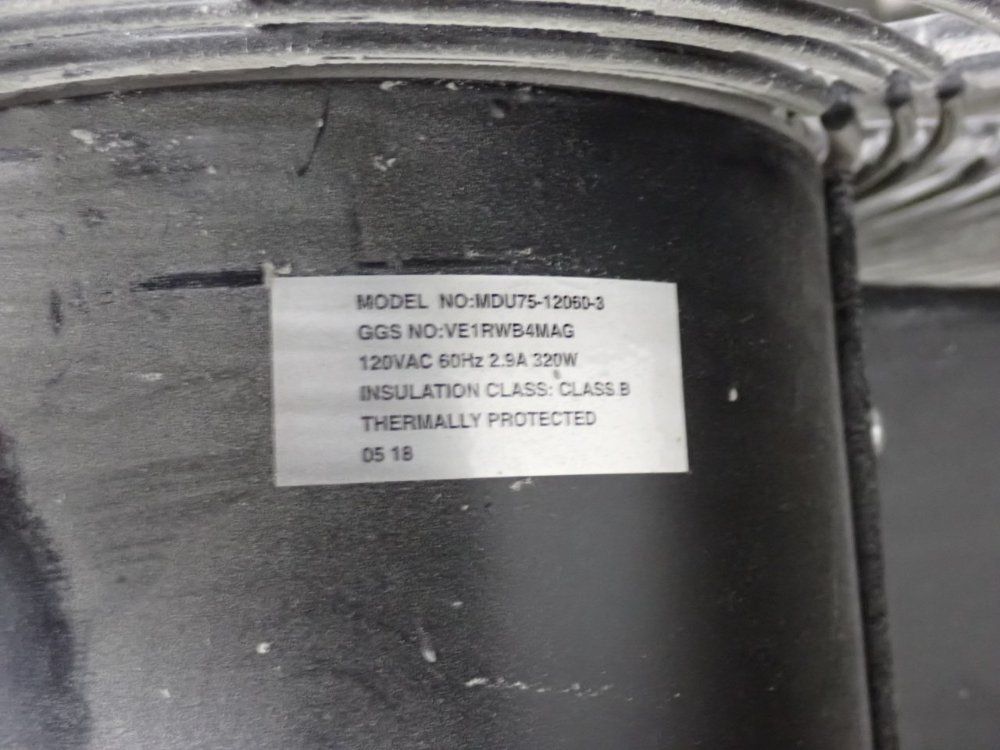 MODEL NO:MDU75-12060-3
GGS NO:VE1RWB4MAG
120VAC 60Hz 2.9A 320W
INSULATION CLASS: CLASS B
THERMALLY PROTECTED
05 18